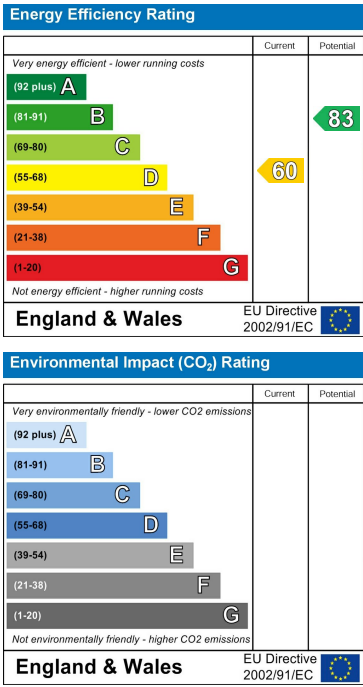 Energy Efficiency Rating
Current Potential
Very energy efficient - lower running costs
(92 plus) A
(81-91) B
83
(69-80) C
(55-68) D
60
(39-54) E
(21-38) F
(1-20) G
Not energy efficient - higher running costs
England & Wales
EU Directive
2002/91/EC
Environmental Impact (CO₂) Rating
Current Potential
Very environmentally friendly - lower CO2 emissions
(92 plus) A
(81-91) B
(69-80) C
(55-68) D
(39-54) E
(21-38) F
(1-20) G
Not environmentally friendly - higher CO2 emissions
England & Wales
EU Directive
2002/91/EC